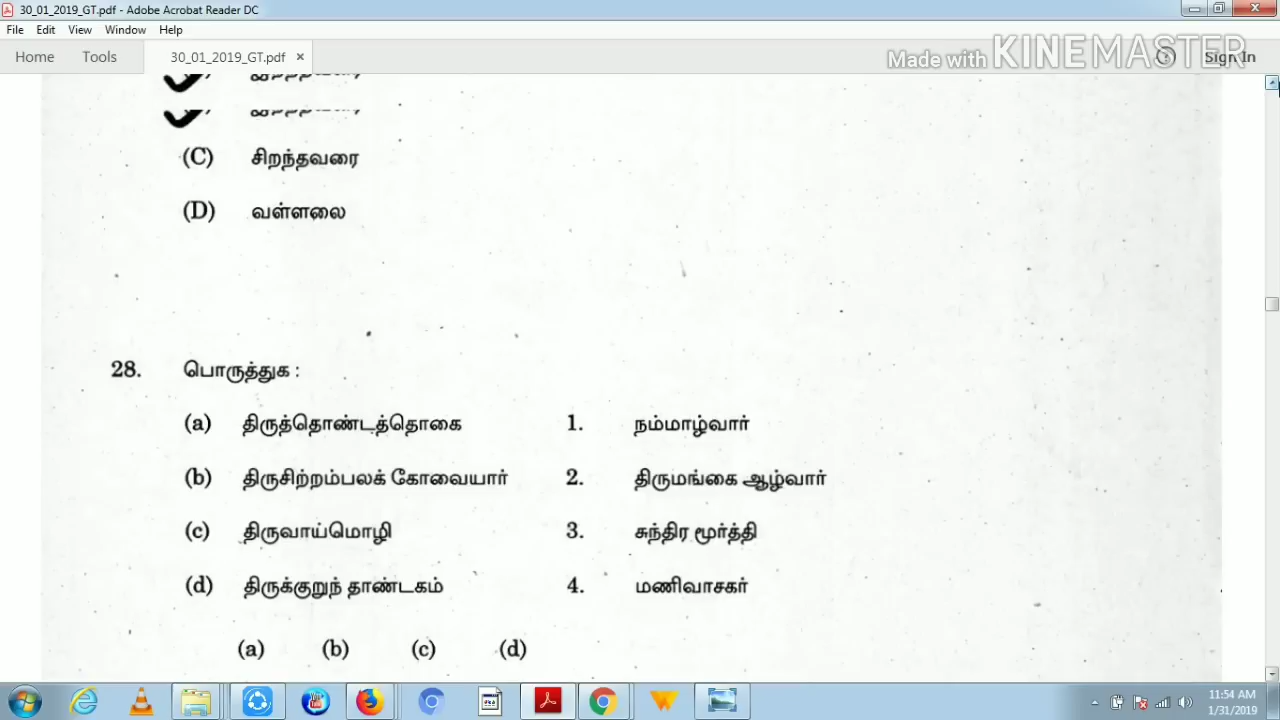 30_01_2019_GT.pdf - Adobe Acrobat Reader DC
File Edit View Window Help
Home Tools 30_01_2019_GT.pdf ×
Made with KINEMASTER
Sign In
(C) சிறந்தவரை
(D) வள்ளலை
28. பொருத்துக :
(a) திருத்தொண்டத்தொகை 1. நம்மாழ்வார்
(b) திருசிற்றம்பலக் கோவையார் 2. திருமங்கை ஆழ்வார்
(c) திருவாய்மொழி 3. சுந்திர மூர்த்தி
(d) திருக்குறுந் தாண்டகம் 4. மணிவாசகர்
(a) (b) (c) (d)
11:54 AM
1/31/2019